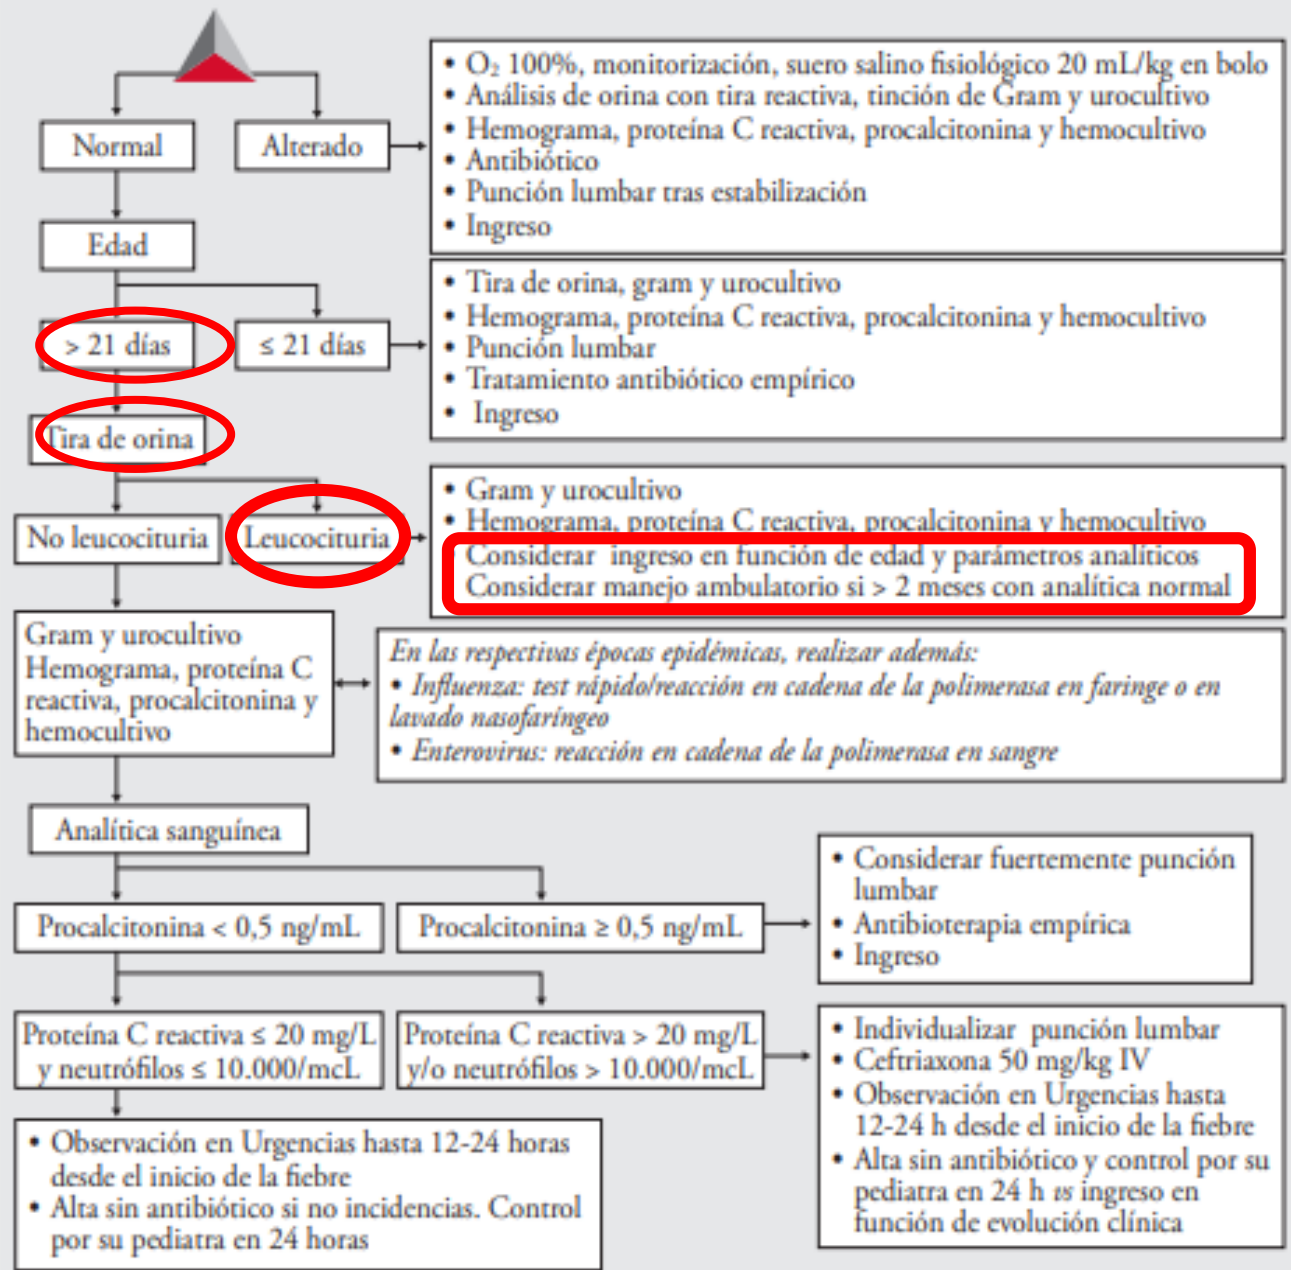 • O₂ 100%, monitorización, suero salino fisiológico 20 mL/kg en bolo
• Análisis de orina con tira reactiva, tinción de Gram y urocultivo
• Hemograma, proteína C reactiva, procalcitonina y hemocultivo
• Antibiótico
• Punción lumbar tras estabilización
• Ingreso
Normal
Alterado
Edad
• Tira de orina, gram y urocultivo
• Hemograma, proteína C reactiva, procalcitonina y hemocultivo
• Punción lumbar
• Tratamiento antibiótico empírico
• Ingreso
> 21 días
≤ 21 días
Tira de orina
• Gram y urocultivo
• Hemograma, proteína C reactiva, procalcitonina y hemocultivo
Considerar ingreso en función de edad y parámetros analíticos
Considerar manejo ambulatorio si > 2 meses con analítica normal
No leucocituria
Leucocituria
Gram y urocultivo
Hemograma, proteína C
reactiva, procalcitonina y
hemocultivo
En las respectivas épocas epidémicas, realizar además:
• Influenza: test rápido/reacción en cadena de la polimerasa en faringe o en
lavado nasofaríngeo
• Enterovirus: reacción en cadena de la polimerasa en sangre
Analítica sanguínea
Procalcitonina < 0,5 ng/mL
Procalcitonina ≥ 0,5 ng/mL
• Considerar fuertemente punción
lumbar
• Antibioterapia empírica
• Ingreso
Proteína C reactiva ≤ 20 mg/L
y neutrófilos ≤ 10.000/mcL
Proteína C reactiva > 20 mg/L
y/o neutrófilos > 10.000/mcL
• Individualizar punción lumbar
• Ceftriaxona 50 mg/kg IV
• Observación en Urgencias hasta
12-24 h desde el inicio de la fiebre
• Alta sin antibiótico y control por su
pediatra en 24 h vs ingreso en
función de evolución clínica
• Observación en Urgencias hasta 12-24 horas
desde el inicio de la fiebre
• Alta sin antibiótico si no incidencias. Control
por su pediatra en 24 horas